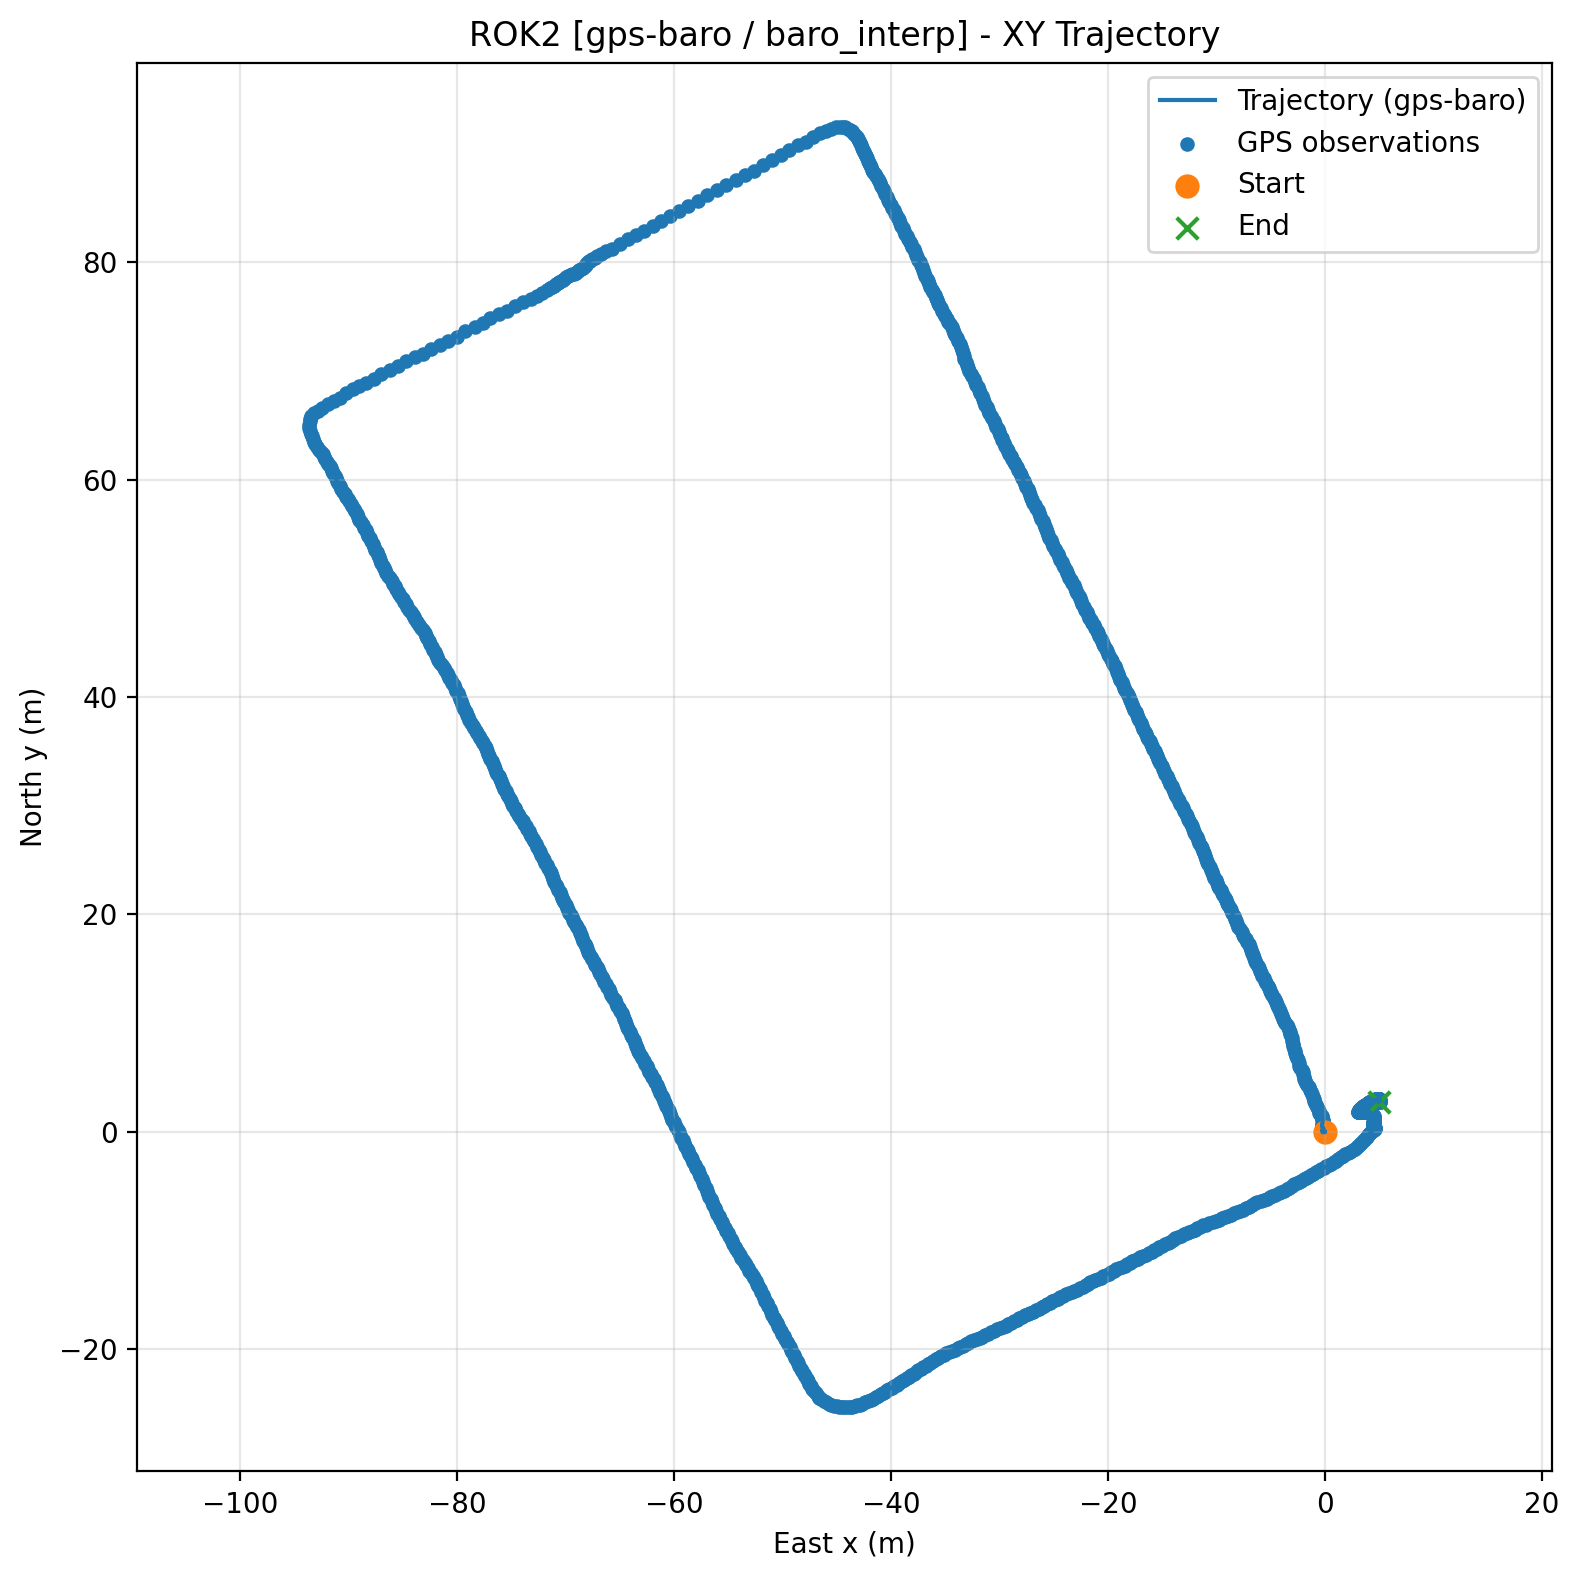 ROK2 [gps-baro / baro_interp] - XY Trajectory
Trajectory (gps-baro)
GPS observations
Start
End
80
60
40
20
0
−20
North y (m)
−100
−80
−60
−40
−20
0
20
East x (m)